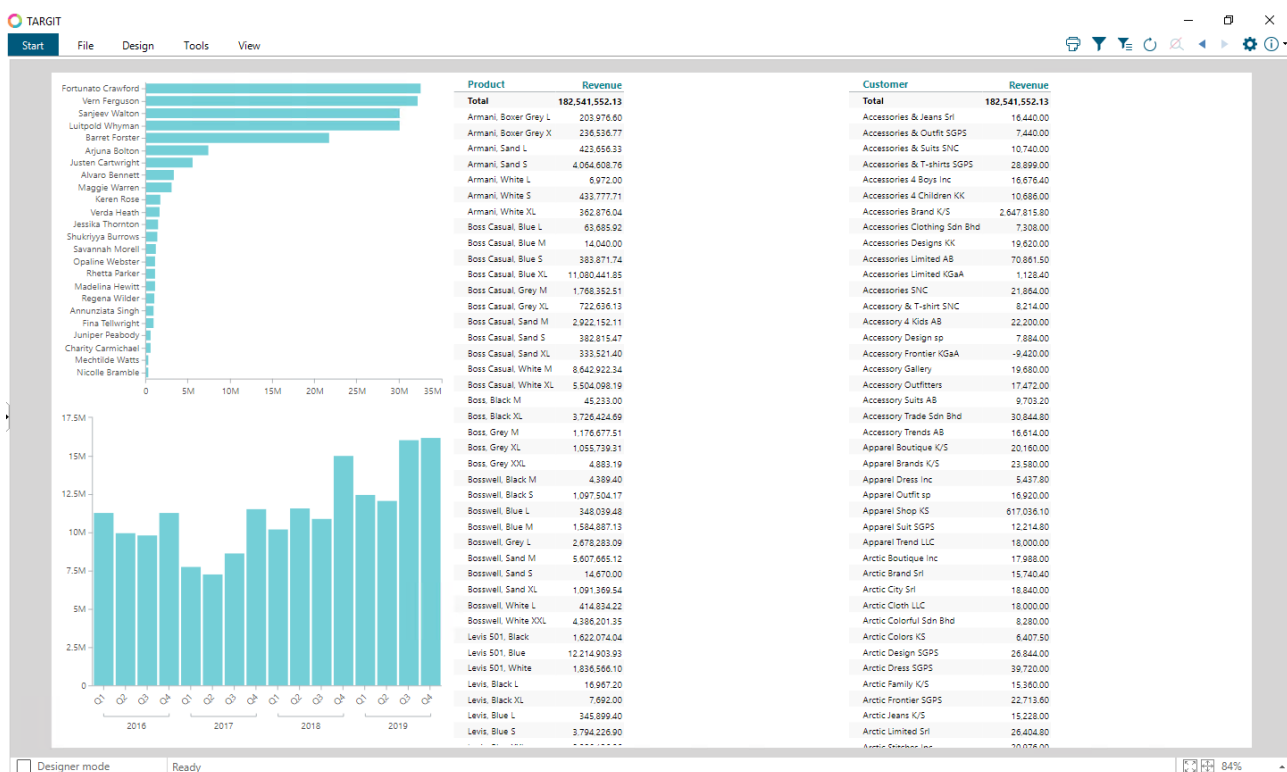 TARGIT
Start File Design Tools View
Fortunato Crawford
Vern Ferguson
Sanjeev Walton
Luitpold Whyman
Barret Forster
Arjuna Bolton
Justen Cartwright
Alvaro Bennett
Maggie Warren
Keren Rose
Verda Heath
Jessika Thornton
Shukriyya Burrows
Savannah Morell
Opaline Webster
Rhetta Parker
Madelina Hewitt
Regena Wilder
Annunziata Singh
Fina Tellwright
Juniper Peabody
Charity Carmichael
Mechtilde Watts
Nicolle Bramble
0 5M 10M 15M 20M 25M 30M 35M
17.5M
15M
12.5M
10M
7.5M
5M
2.5M
0
Q1 Q2 Q3 Q4 Q1 Q2 Q3 Q4 Q1 Q2 Q3 Q4 Q1 Q2 Q3 Q4
2016 2017 2018 2019
Product Revenue
Total 182,541,552.13
Armani, Boxer Grey L 203,976.60
Armani, Boxer Grey X 236,536.77
Armani, Sand L 423,656.33
Armani, Sand S 4,064,608.76
Armani, White L 6,972.00
Armani, White S 433,777.71
Armani, White XL 362,876.04
Boss Casual, Blue L 63,685.92
Boss Casual, Blue M 14,040.00
Boss Casual, Blue S 383,871.74
Boss Casual, Blue XL 11,080,441.85
Boss Casual, Grey M 1,768,352.51
Boss Casual, Grey XL 722,636.13
Boss Casual, Sand M 2,922,152.11
Boss Casual, Sand S 382,815.47
Boss Casual, Sand XL 333,521.40
Boss Casual, White M 8,642,922.34
Boss Casual, White XL 5,504,098.19
Boss, Black M 45,233.00
Boss, Black XL 3,726,424.69
Boss, Grey M 1,176,677.51
Boss, Grey XL 1,055,739.31
Boss, Grey XXL 4,883.19
Bosswell, Black M 4,389.40
Bosswell, Black S 1,097,504.17
Bosswell, Blue L 348,039.48
Bosswell, Blue M 1,584,887.13
Bosswell, Grey L 2,678,283.09
Bosswell, Sand M 5,607,665.12
Bosswell, Sand S 14,670.00
Bosswell, Sand XL 1,091,369.54
Bosswell, White L 414,834.22
Bosswell, White XXL 4,386,201.35
Levis 501, Black 1,622,074.04
Levis 501, Blue 12,214,903.93
Levis 501, White 1,836,566.10
Levis, Black L 16,967.20
Levis, Black XL 7,692.00
Levis, Blue L 345,899.40
Levis, Blue S 3,794,226.90
Customer Revenue
Total 182,541,552.13
Accessories & Jeans Srl 16,440.00
Accessories & Outfit SGPS 7,440.00
Accessories & Suits SNC 10,740.00
Accessories & T-shirts SGPS 28,899.00
Accessories 4 Boys Inc 16,676.40
Accessories 4 Children KK 10,686.00
Accessories Brand K/S 2,647,815.80
Accessories Clothing Sdn Bhd 7,308.00
Accessories Designs KK 19,620.00
Accessories Limited AB 70,861.50
Accessories Limited KGaA 1,128.40
Accessories SNC 21,864.00
Accessory & T-shirt SNC 8,214.00
Accessory 4 Kids AB 22,200.00
Accessory Design sp 7,884.00
Accessory Frontier KGaA -9,420.00
Accessory Gallery 19,680.00
Accessory Outfitters 17,472.00
Accessory Suits AB 9,703.20
Accessory Trade Sdn Bhd 30,844.80
Accessory Trends AB 16,614.00
Apparel Boutique K/S 20,160.00
Apparel Brands K/S 23,580.00
Apparel Dress Inc 5,437.80
Apparel Outfit sp 16,920.00
Apparel Shop KS 617,036.10
Apparel Suit SGPS 12,214.80
Apparel Trend LLC 18,000.00
Arctic Boutique Inc 17,988.00
Arctic Brand Srl 15,740.40
Arctic City Srl 18,840.00
Arctic Cloth LLC 18,000.00
Arctic Colorful Sdn Bhd 8,280.00
Arctic Colors KS 6,407.50
Arctic Design SGPS 26,844.00
Arctic Dress SGPS 39,720.00
Arctic Family K/S 15,360.00
Arctic Frontier SGPS 22,713.60
Arctic Jeans K/S 15,228.00
Arctic Limited Srl 26,404.80
Designer mode Ready 84%